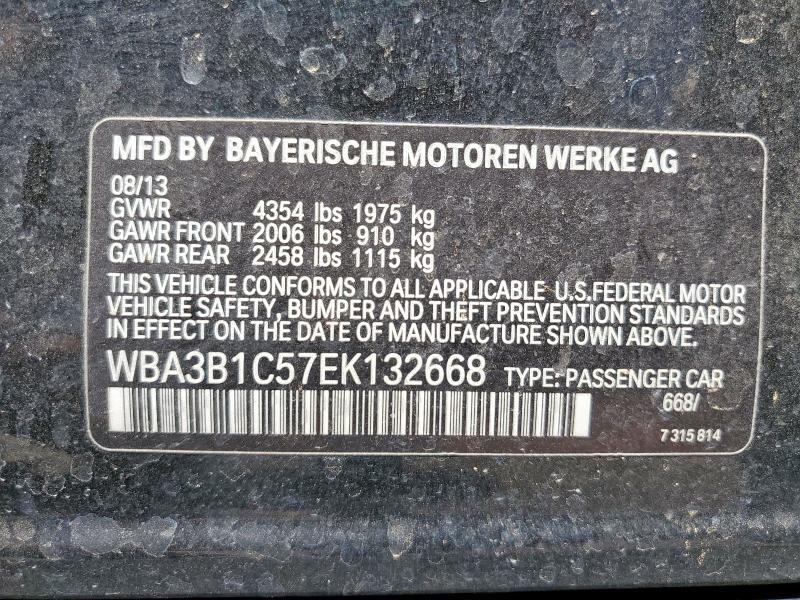 MFD BY BAYERISCHE MOTOREN WERKE AG
08/13
GVWR 4354 lbs 1975 kg
GAWR FRONT 2006 lbs 910 kg
GAWR REAR 2458 lbs 1115 kg
THIS VEHICLE CONFORMS TO ALL APPLICABLE U.S.FEDERAL MOTOR
VEHICLE SAFETY, BUMPER AND THEFT PREVENTION STANDARDS
IN EFFECT ON THE DATE OF MANUFACTURE SHOWN ABOVE.
WBA3B1C57EK132668 TYPE: PASSENGER CAR
668/
7 315 814